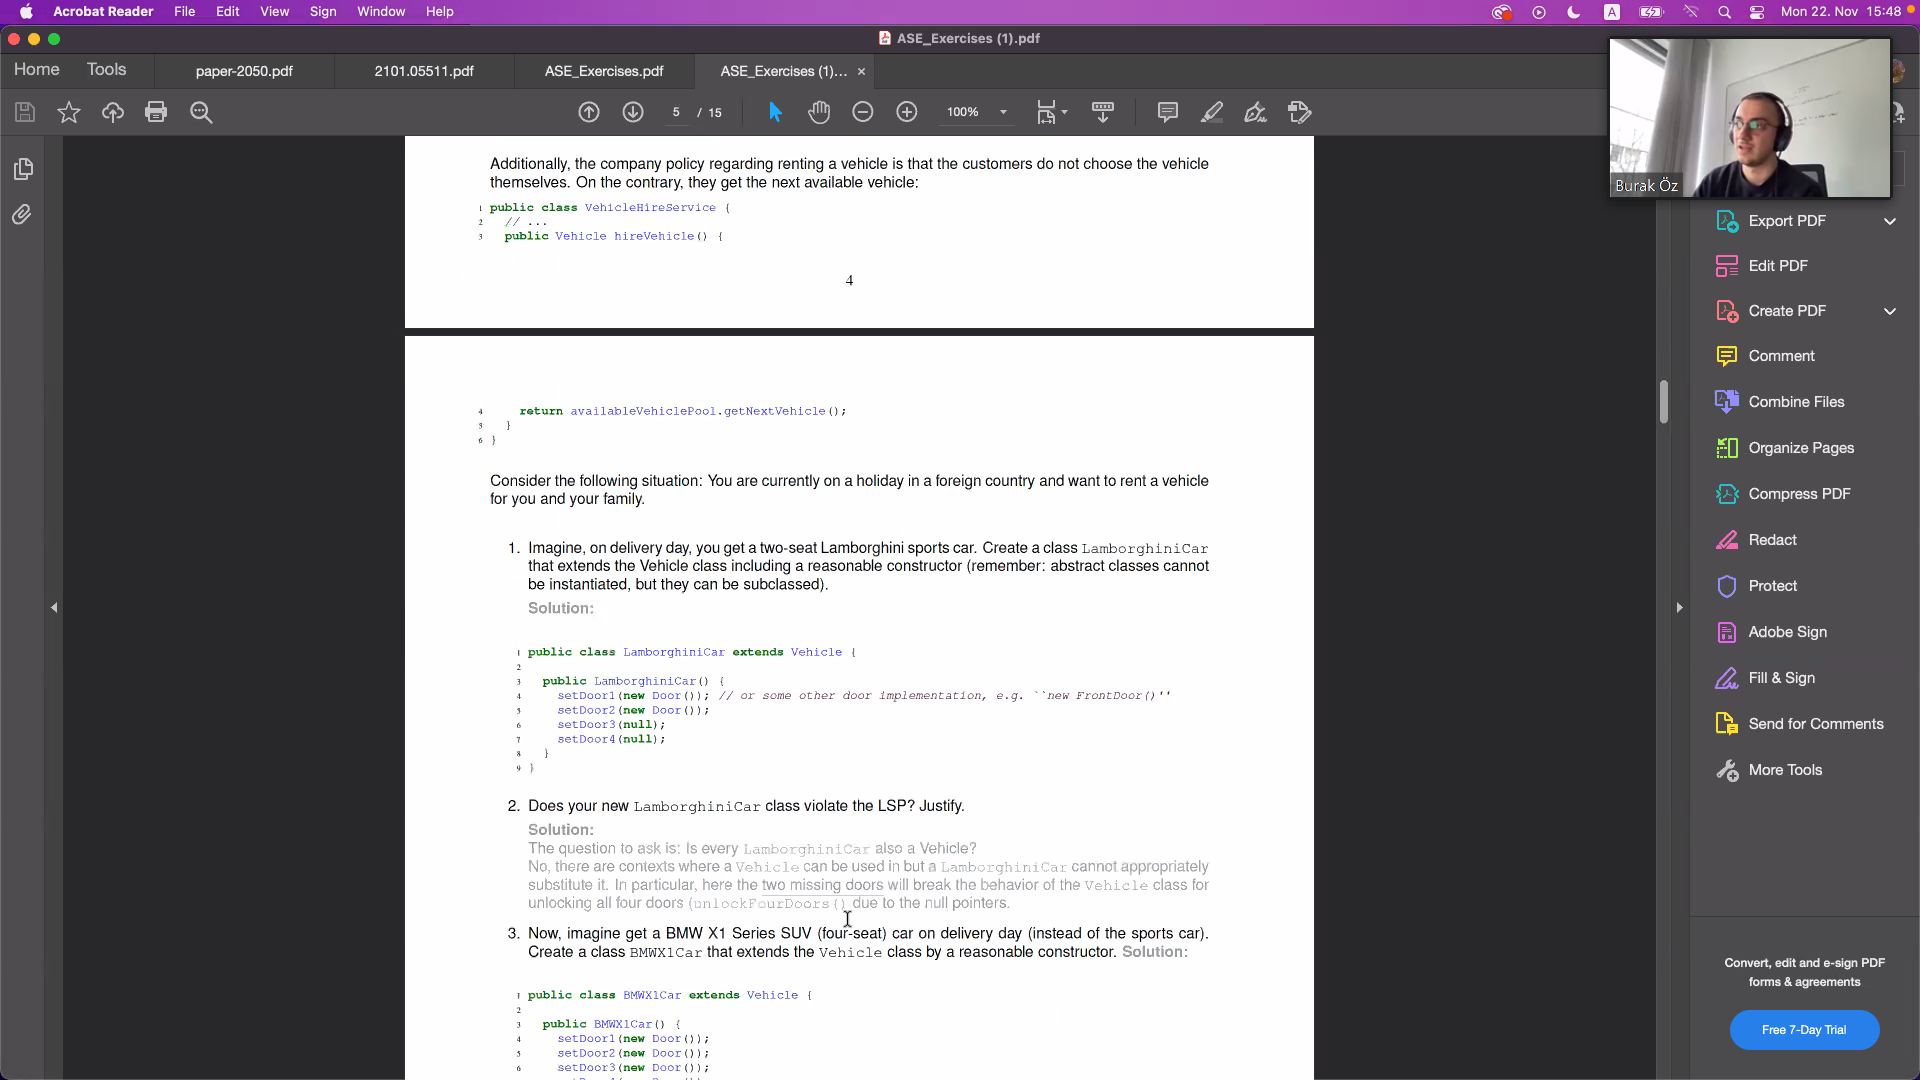 Acrobat Reader File Edit View Sign Window Help
A
Mon 22. Nov 15:48
ASE_Exercises (1).pdf
Home Tools paper-2050.pdf 2101.05511.pdf ASE_Exercises.pdf ASE_Exercises (1)... ×
5 / 15 100%
Burak Öz
Additionally, the company policy regarding renting a vehicle is that the customers do not choose the vehicle
themselves. On the contrary, they get the next available vehicle:
1 public class VehicleHireService {
2 // ...
3 public Vehicle hireVehicle() {
4
4 return availableVehiclePool.getNextVehicle();
5 }
6 }
Consider the following situation: You are currently on a holiday in a foreign country and want to rent a vehicle
for you and your family.
1. Imagine, on delivery day, you get a two-seat Lamborghini sports car. Create a class LamborghiniCar
that extends the Vehicle class including a reasonable constructor (remember: abstract classes cannot
be instantiated, but they can be subclassed).
Solution:
1 public class LamborghiniCar extends Vehicle {
2
3 public LamborghiniCar() {
4 setDoor1(new Door()); // or some other door implementation, e.g. ``new FrontDoor()''
5 setDoor2(new Door());
6 setDoor3(null);
7 setDoor4(null);
8 }
9 }
2. Does your new LamborghiniCar class violate the LSP? Justify.
Solution:
The question to ask is: Is every LamborghiniCar also a Vehicle?
No, there are contexts where a Vehicle can be used in but a LamborghiniCar cannot appropriately
substitute it. In particular, here the two missing doors will break the behavior of the Vehicle class for
unlocking all four doors (unlockFourDoors() due to the null pointers.
3. Now, imagine get a BMW X1 Series SUV (four-seat) car on delivery day (instead of the sports car).
Create a class BMWX1Car that extends the Vehicle class by a reasonable constructor. Solution:
1 public class BMWX1Car extends Vehicle {
2
3 public BMWX1Car() {
4 setDoor1(new Door());
5 setDoor2(new Door());
6 setDoor3(new Door());
Export PDF
Edit PDF
Create PDF
Comment
Combine Files
Organize Pages
Compress PDF
Redact
Protect
Adobe Sign
Fill & Sign
Send for Comments
More Tools
Convert, edit and e-sign PDF
forms & agreements
Free 7-Day Trial